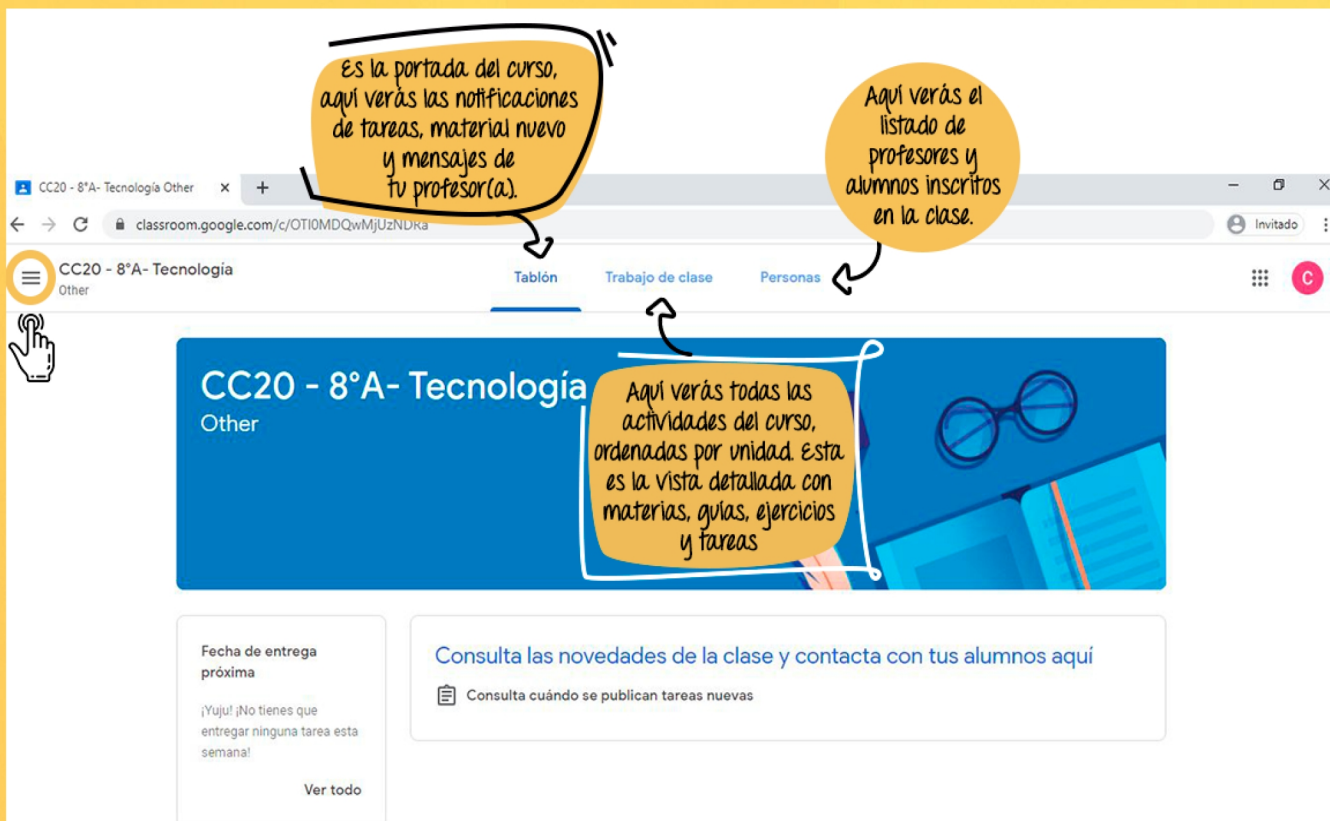 Es la portada del curso,
aquí verás las notificaciones
de tareas, material nuevo
y mensajes de
tu profesor(a).
Aquí verás el
listado de
profesores y
alumnos inscritos
en la clase.
CC20 - 8°A- Tecnología Other
classroom.google.com/c/OTI0MDQwMjUzNDRa
Invitado
CC20 - 8°A- Tecnología
Other
Tablón
Trabajo de clase
Personas
C
CC20 - 8°A- Tecnología
Other
Aquí verás todas las
actividades del curso,
ordenadas por unidad. Esta
es la vista detallada con
materias, guías, ejercicios
y tareas
Fecha de entrega
próxima
¡Yuju! ¡No tienes que
entregar ninguna tarea esta
semana!
Ver todo
Consulta las novedades de la clase y contacta con tus alumnos aquí
Consulta cuándo se publican tareas nuevas